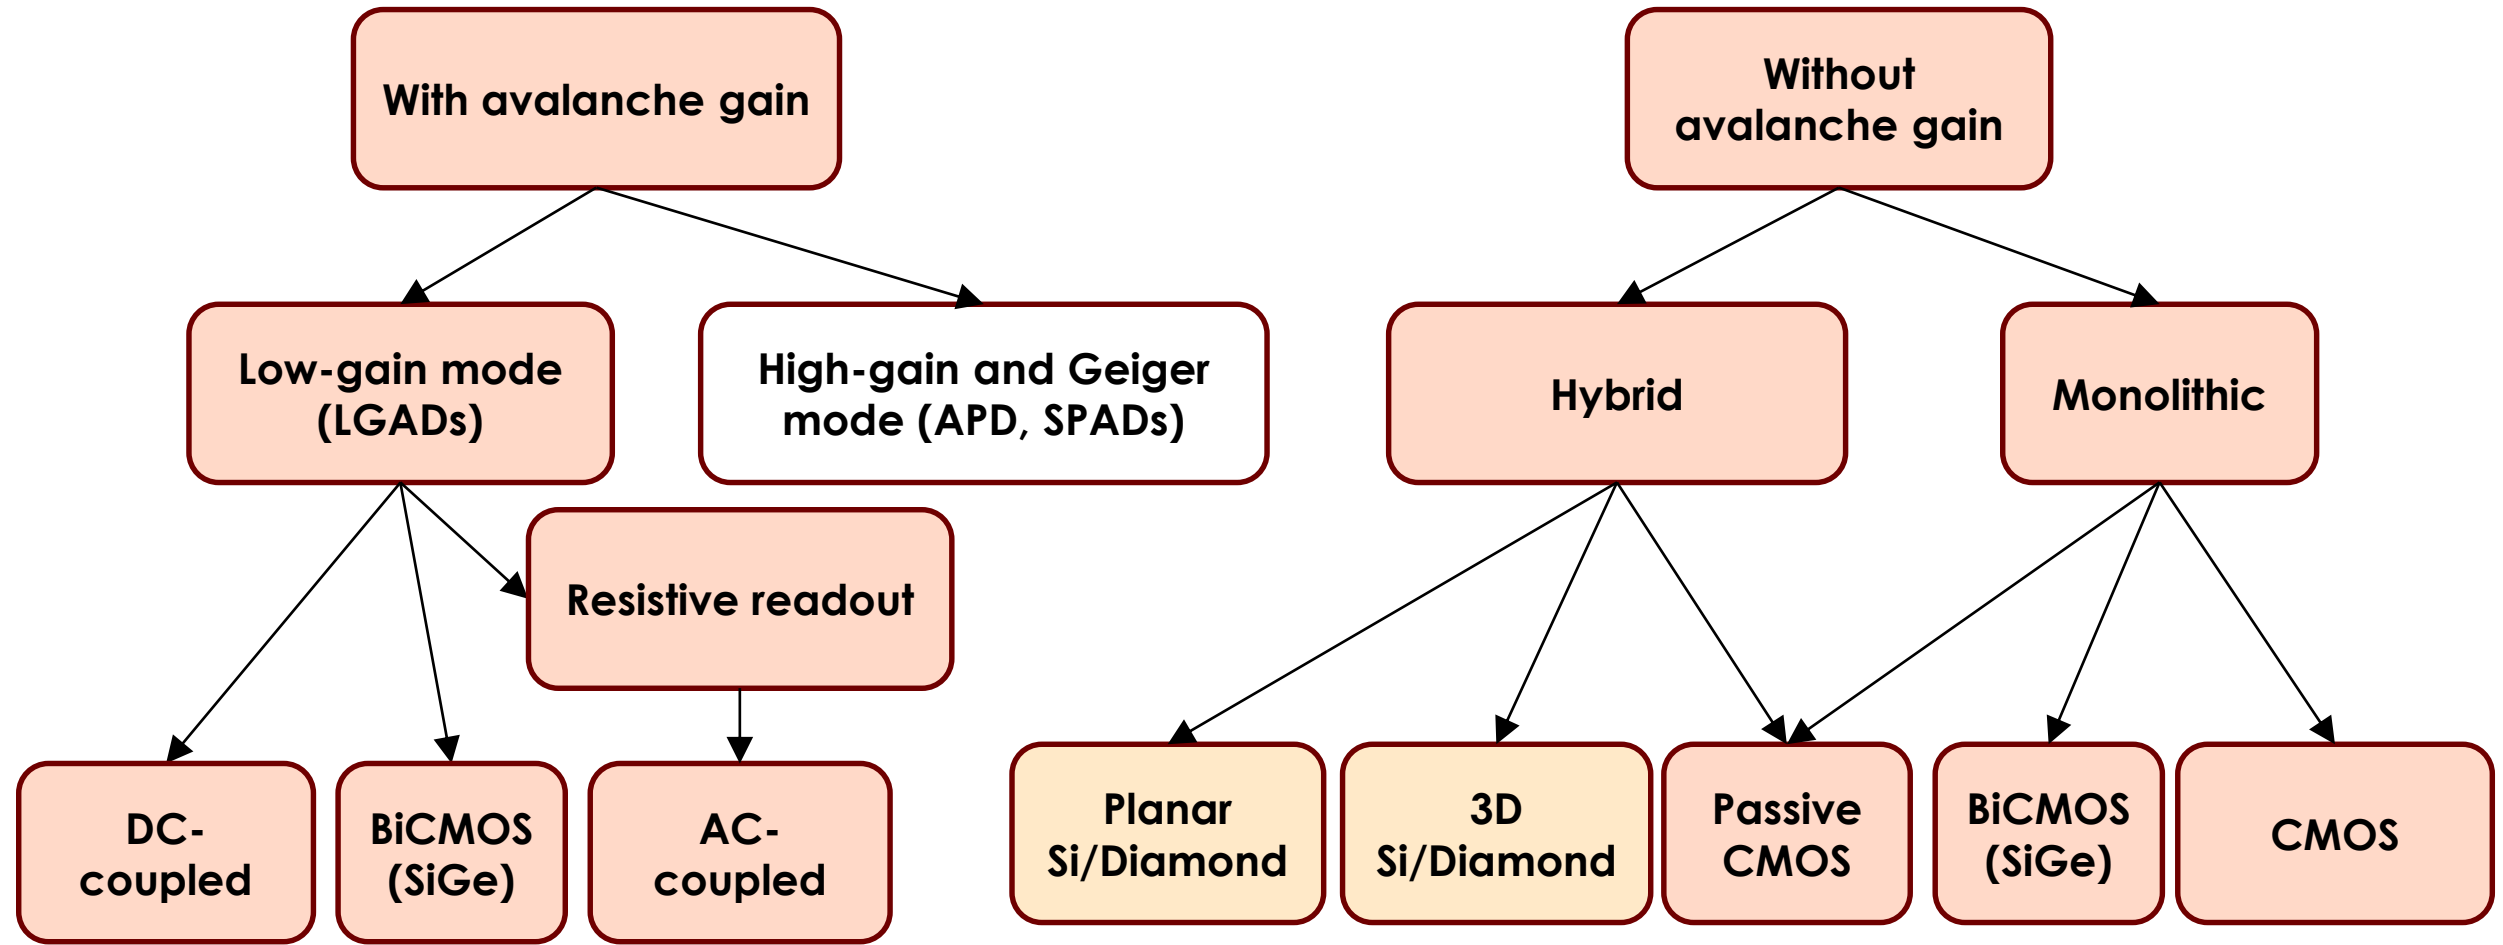 With avalanche gain
Without
avalanche gain
Low-gain mode
(LGADs)
High-gain and Geiger
mode (APD, SPADs)
Hybrid
Monolithic
Resistive readout
DC-
coupled
BiCMOS
(SiGe)
AC-
coupled
Planar
Si/Diamond
3D
Si/Diamond
Passive
CMOS
BiCMOS
(SiGe)
CMOS